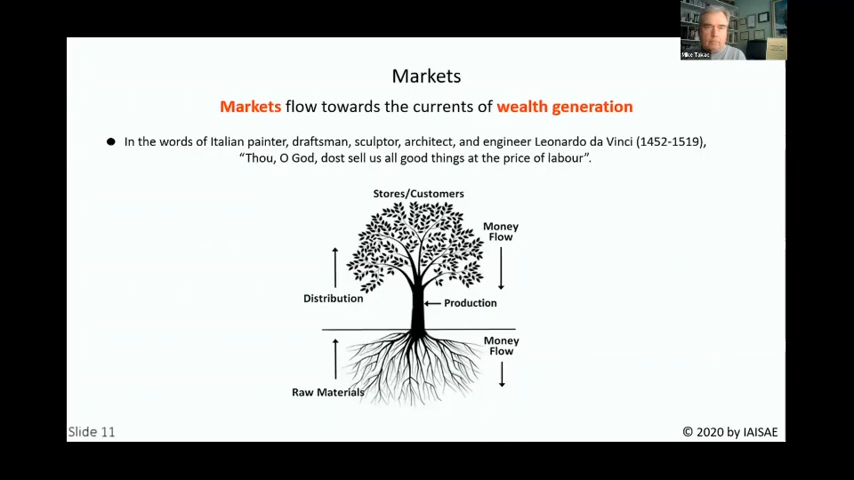 Mike Takac
Markets
Markets flow towards the currents of wealth generation
● In the words of Italian painter, draftsman, sculptor, architect, and engineer Leonardo da Vinci (1452-1519),
“Thou, O God, dost sell us all good things at the price of labour”.
Stores/Customers
Money
Flow
Distribution
Production
Money
Flow
Raw Materials
Slide 11
© 2020 by IAISAE